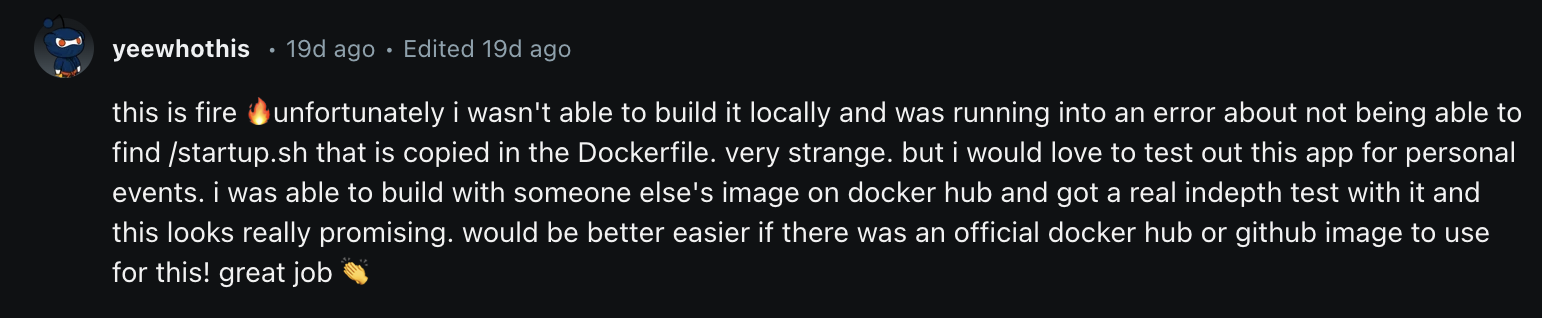 yeewhothis • 19d ago • Edited 19d ago
this is fire 🔥unfortunately i wasn't able to build it locally and was running into an error about not being able to
find /startup.sh that is copied in the Dockerfile. very strange. but i would love to test out this app for personal
events. i was able to build with someone else's image on docker hub and got a real indepth test with it and
this looks really promising. would be better easier if there was an official docker hub or github image to use
for this! great job 👏